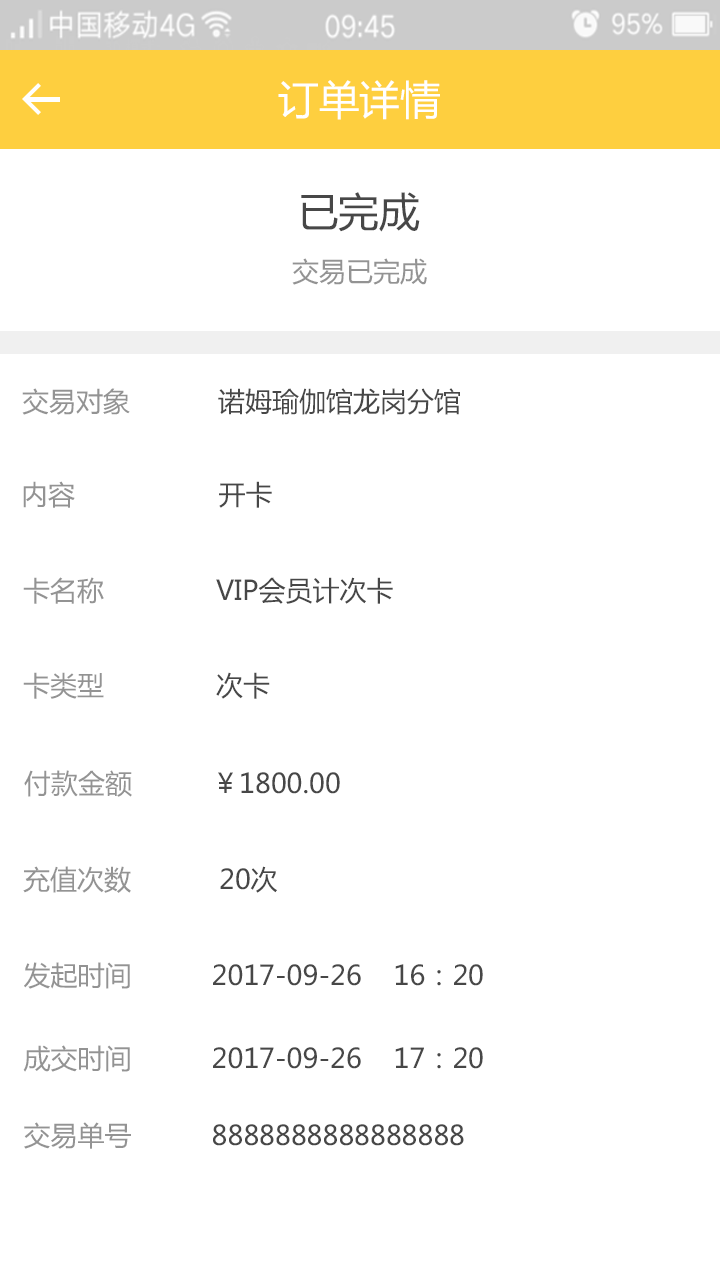 中国移动4G 09:45 95%
订单详情
已完成
交易已完成
交易对象 诺姆瑜伽馆龙岗分馆
内容 开卡
卡名称 VIP会员计次卡
卡类型 次卡
付款金额 ¥1800.00
充值次数 20次
发起时间 2017-09-26 16：20
成交时间 2017-09-26 17：20
交易单号 8888888888888888